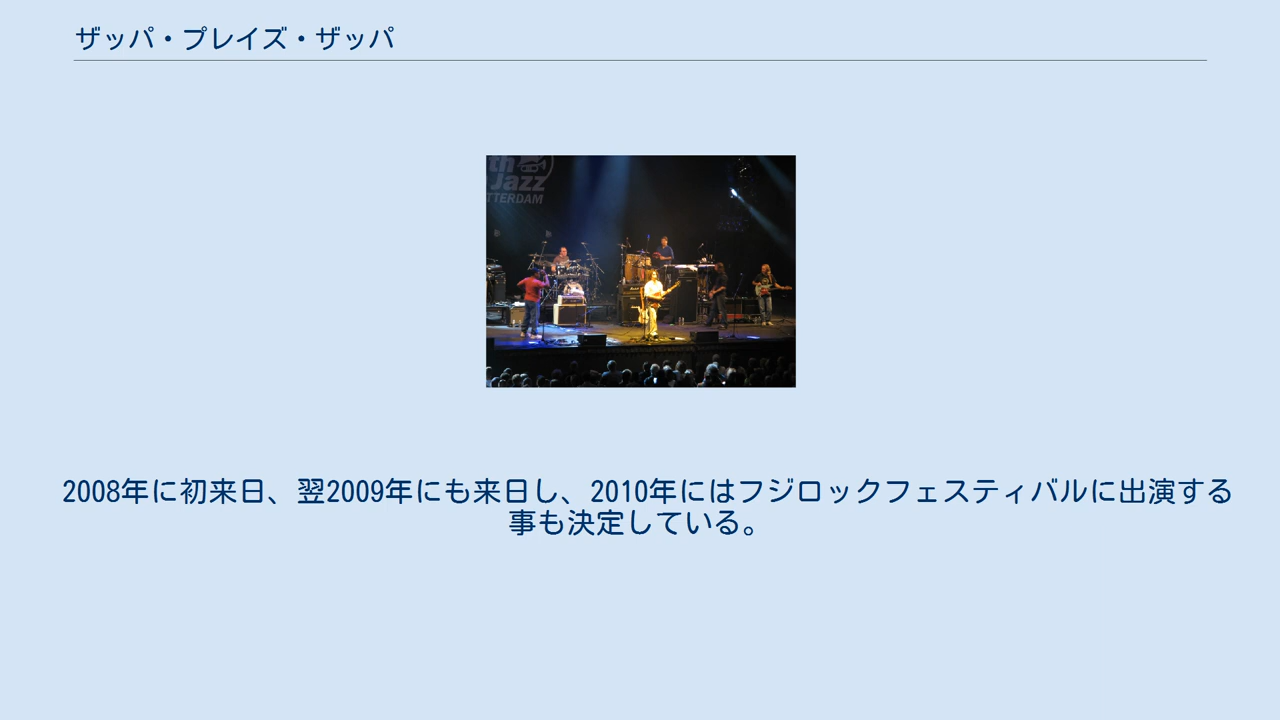 ザッパ・プレイズ・ザッパ
th
Jazz
TTERDAM
2008年に初来日、翌2009年にも来日し、2010年にはフジロックフェスティバルに出演する
事も決定している。